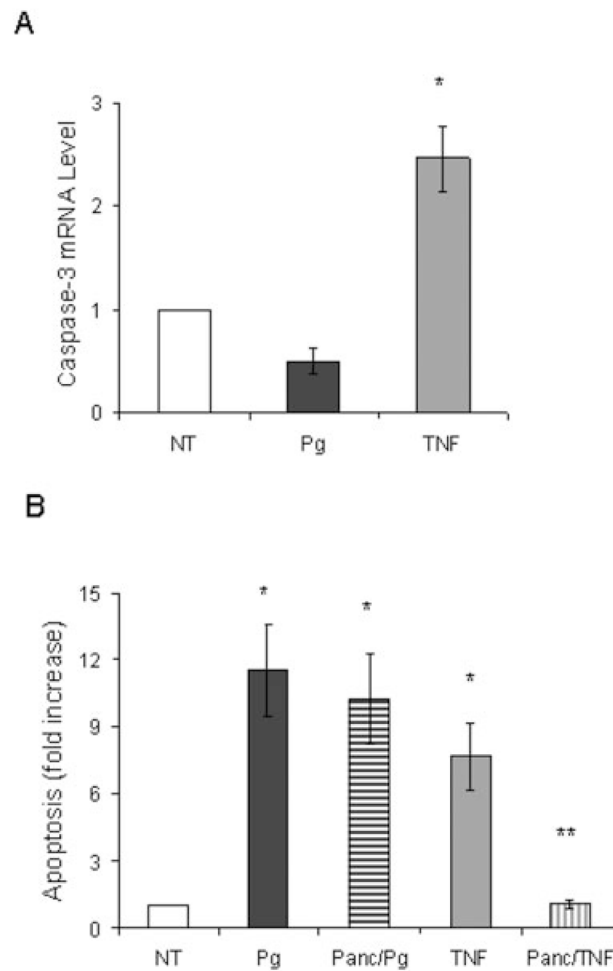 A
*
3
2
1
0
Caspase-3 mRNA Level
NT Pg TNF
B
* * * **
15
12
9
6
3
0
Apoptosis (fold increase)
NT Pg Panc/Pg TNF Panc/TNF